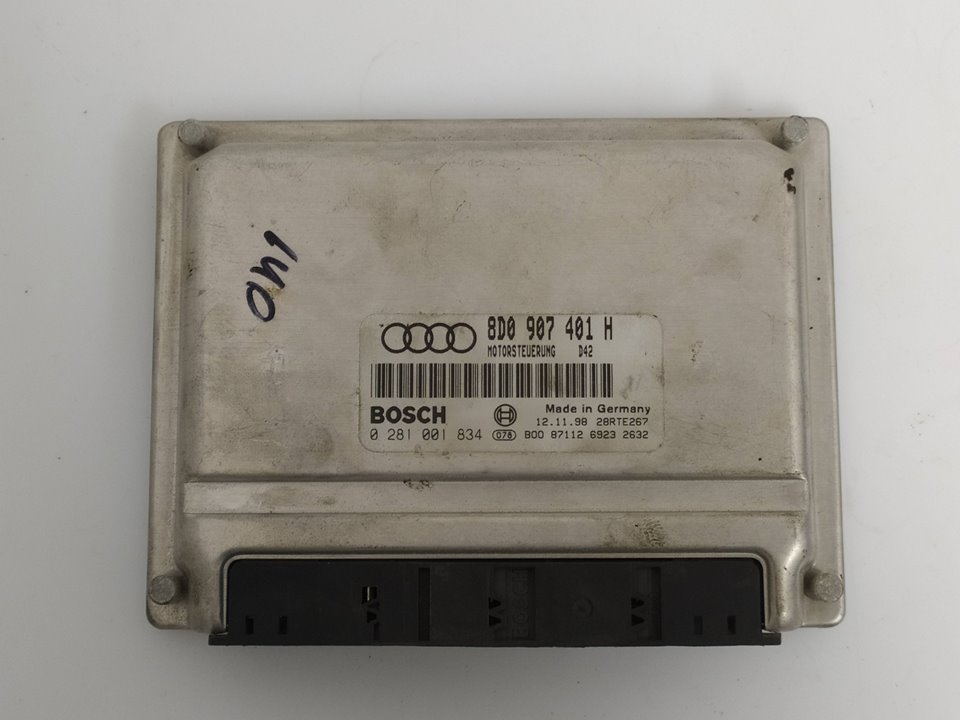 8D0 907 401 H
MOTORSTEUERUNG D42
BOSCH
Made in Germany
12.11.98 28RTE267
0 281 001 834 078 B00 87112 6923 2632